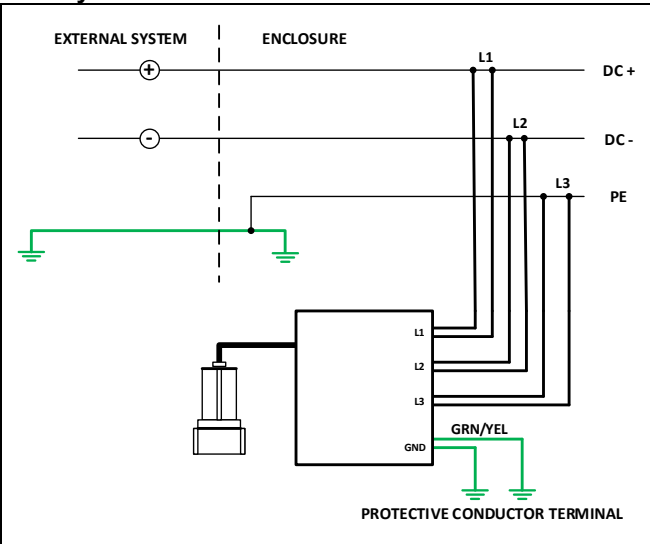 EXTERNAL SYSTEM
ENCLOSURE
L1
+
DC +
L2
-
DC -
L3
PE
L1
L2
L3
GRN/YEL
GND
PROTECTIVE CONDUCTOR TERMINAL